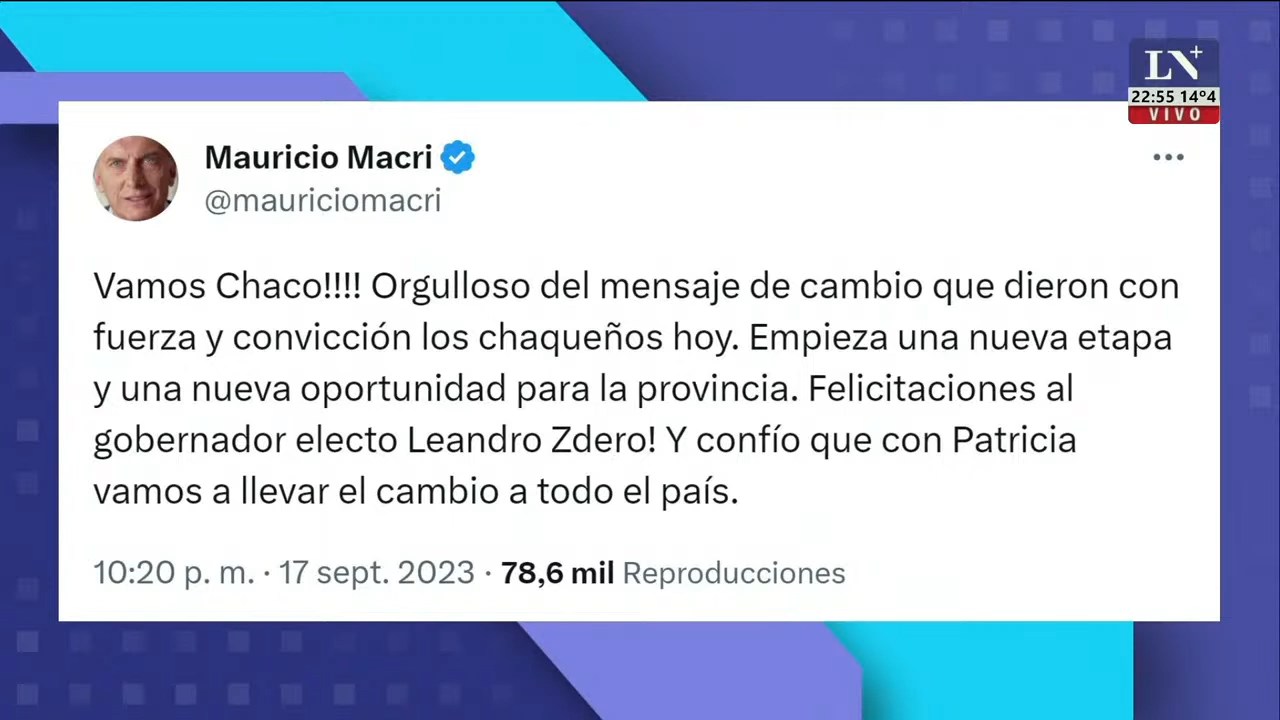 LN+
22:55 14º4
VIVO
Mauricio Macri
@mauriciomacri
Vamos Chaco!!!! Orgulloso del mensaje de cambio que dieron con
fuerza y convicción los chaqueños hoy. Empieza una nueva etapa
y una nueva oportunidad para la provincia. Felicitaciones al
gobernador electo Leandro Zdero! Y confío que con Patricia
vamos a llevar el cambio a todo el país.
10:20 p. m. · 17 sept. 2023 · 78,6 mil Reproducciones